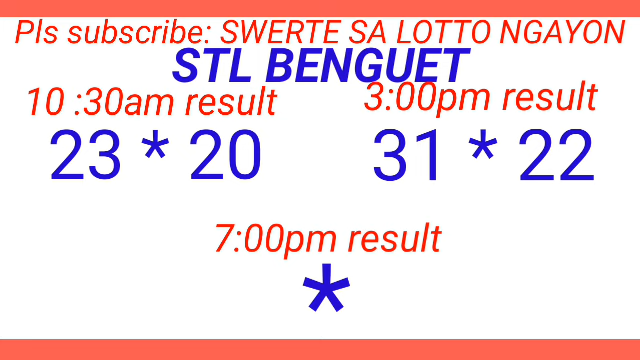 Pls subscribe: SWERTE SA LOTTO NGAYON
STL BENGUET
10 :30am result
23 * 20
3:00pm result
31 * 22
7:00pm result
*